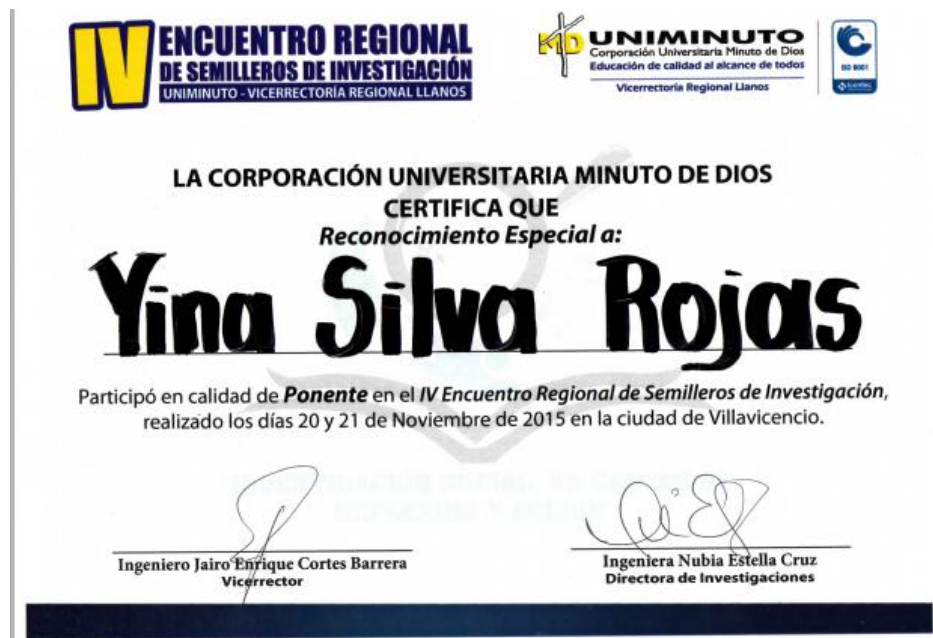 IV ENCUENTRO REGIONAL
DE SEMILLEROS DE INVESTIGACIÓN
UNIMINUTO - VICERRECTORÍA REGIONAL LLANOS
MD UNIMINUTO
Corporación Universitaria Minuto de Dios
Educación de calidad al alcance de todos
Vicerrectoría Regional Llanos
ISO 9001
LA CORPORACIÓN UNIVERSITARIA MINUTO DE DIOS
CERTIFICA QUE
Reconocimiento Especial a:
Yina Silva Rojas
Participó en calidad de Ponente en el IV Encuentro Regional de Semilleros de Investigación,
realizado los días 20 y 21 de Noviembre de 2015 en la ciudad de Villavicencio.
Ingeniero Jairo Enrique Cortes Barrera
Vicerrector
Ingeniera Nubia Estella Cruz
Directora de Investigaciones